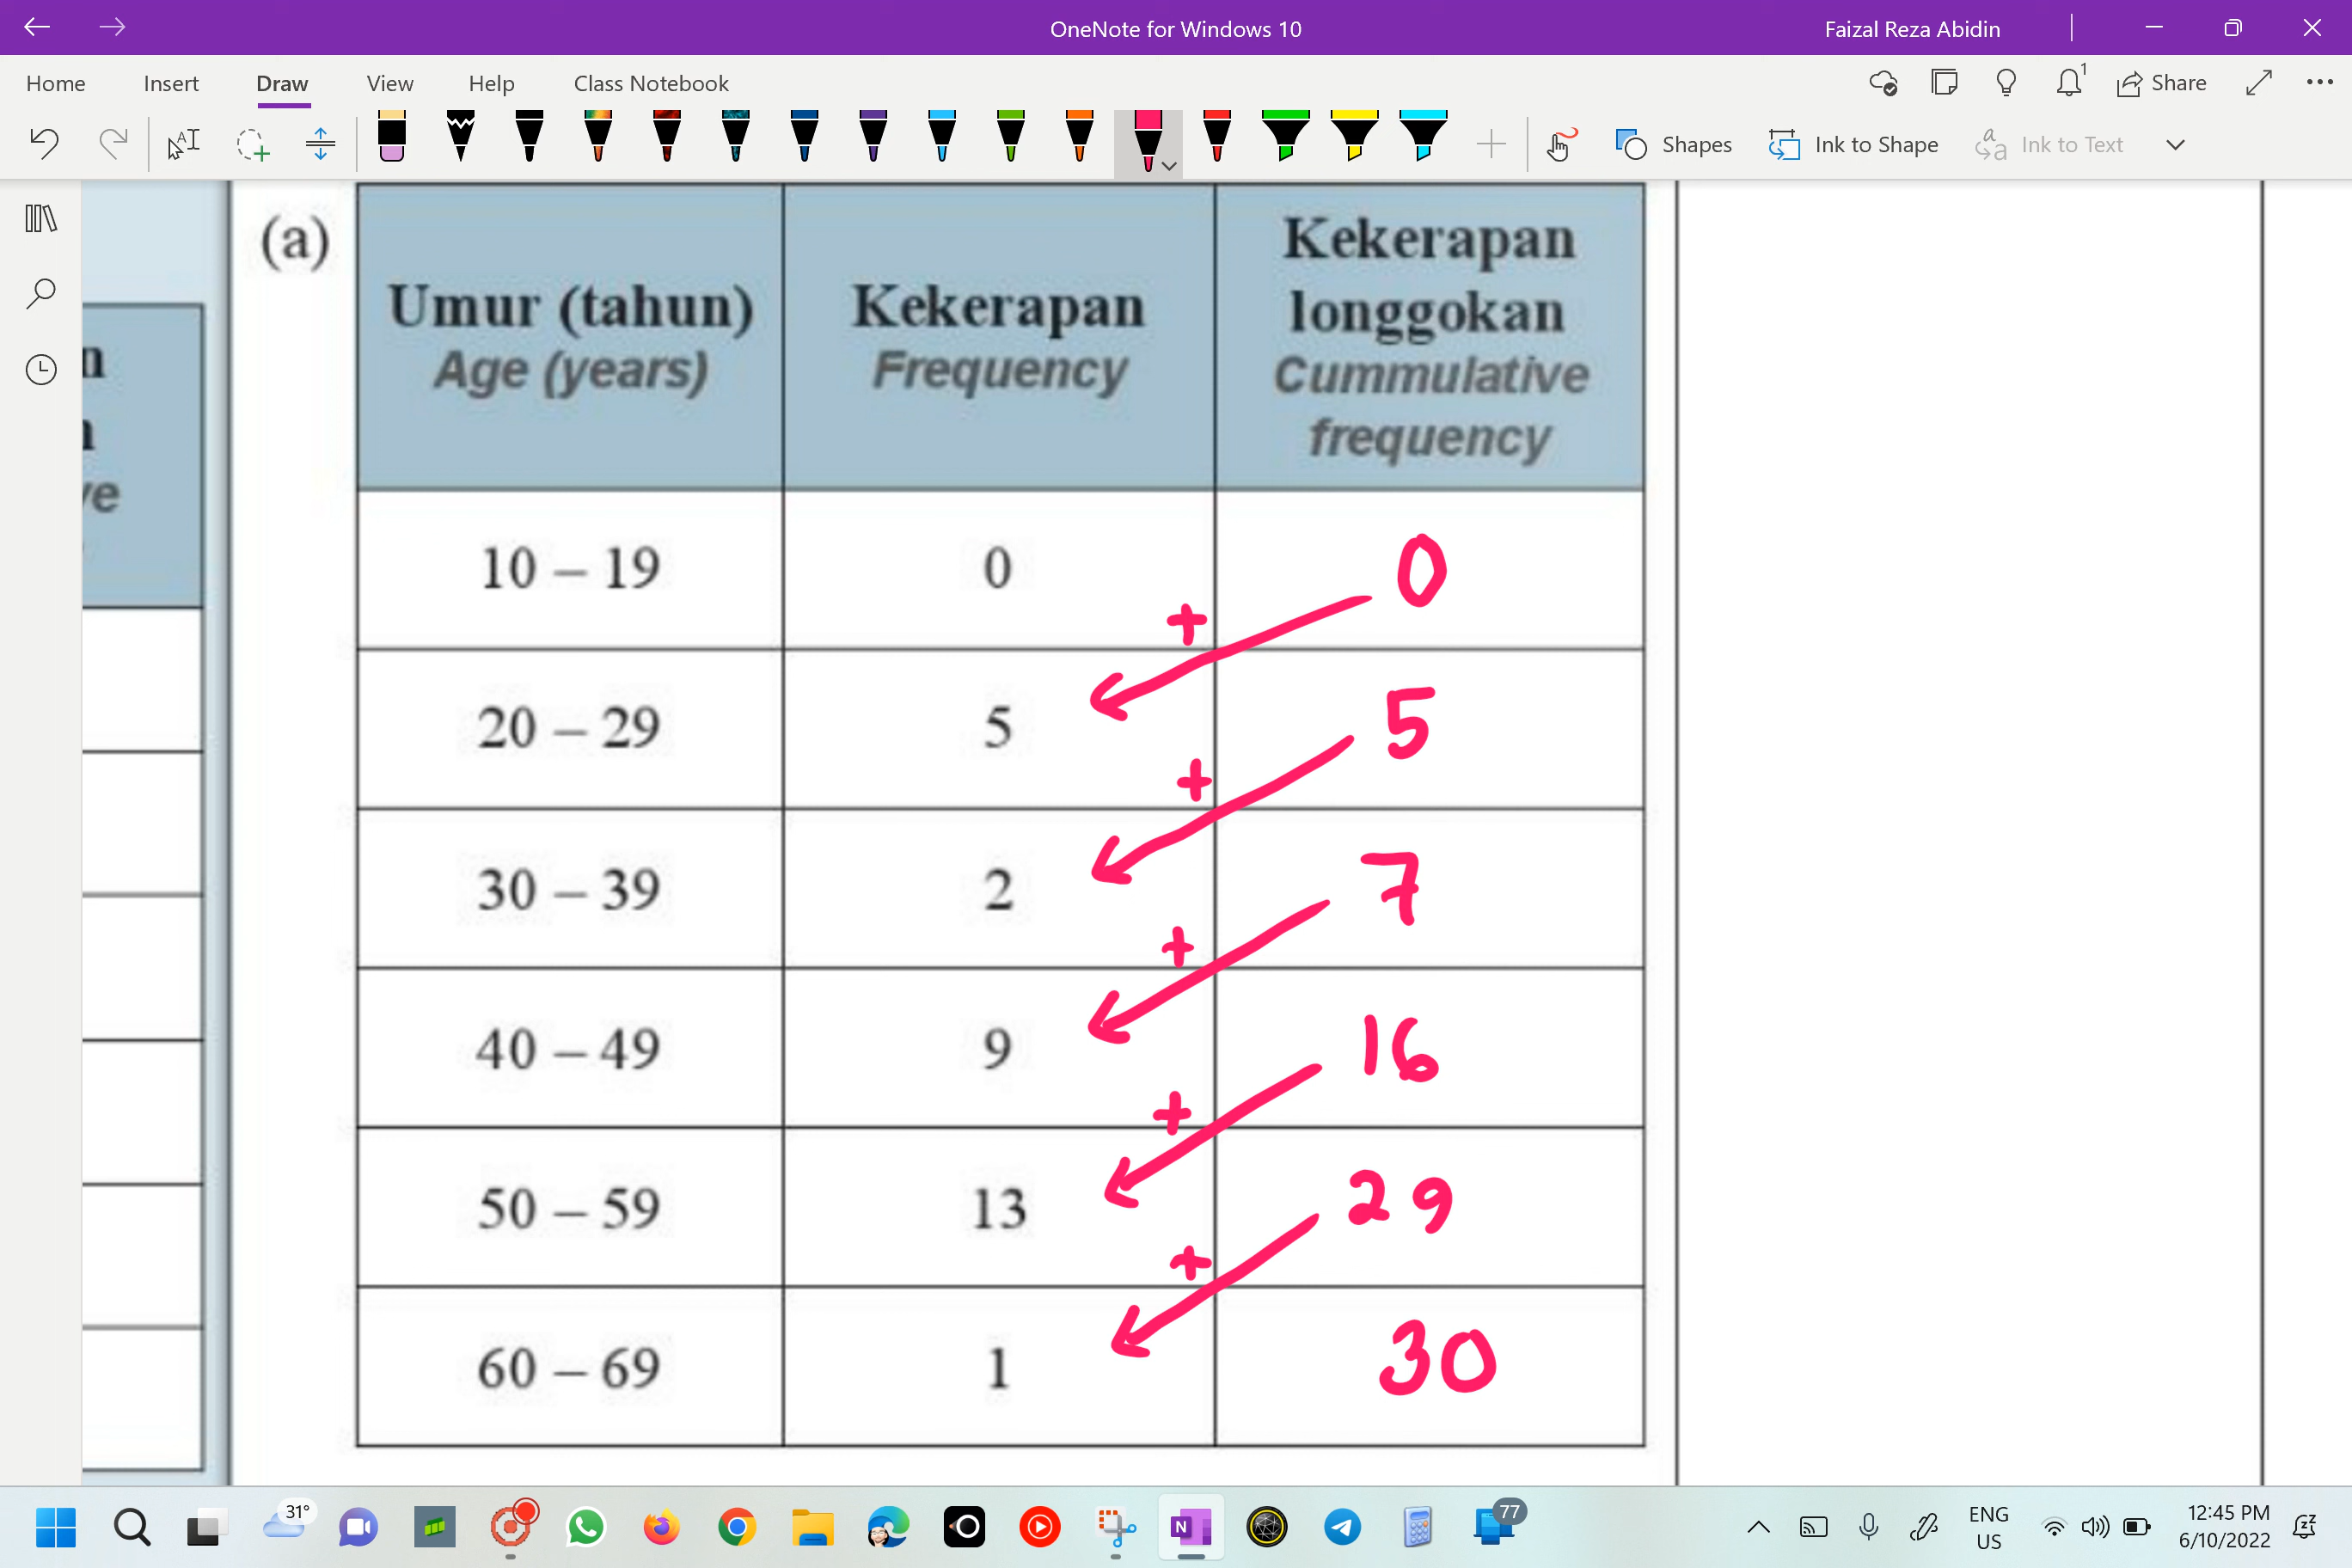 OneNote for Windows 10
Faizal Reza Abidin
Home Insert Draw View Help Class Notebook
1
Share
Shapes
Ink to Shape
Ink to Text
n
ve
(a)
Umur (tahun)
Age (years)
Kekerapan
Frequency
Kekerapan
longgokan
Cummulative
frequency
10 – 19 0 0
+
20 – 29 5 5
+
30 – 39 2 7
+
40 – 49 9 16
+
50 – 59 13 29
+
60 – 69 1 30
31°
77
ENG
US
12:45 PM
6/10/2022